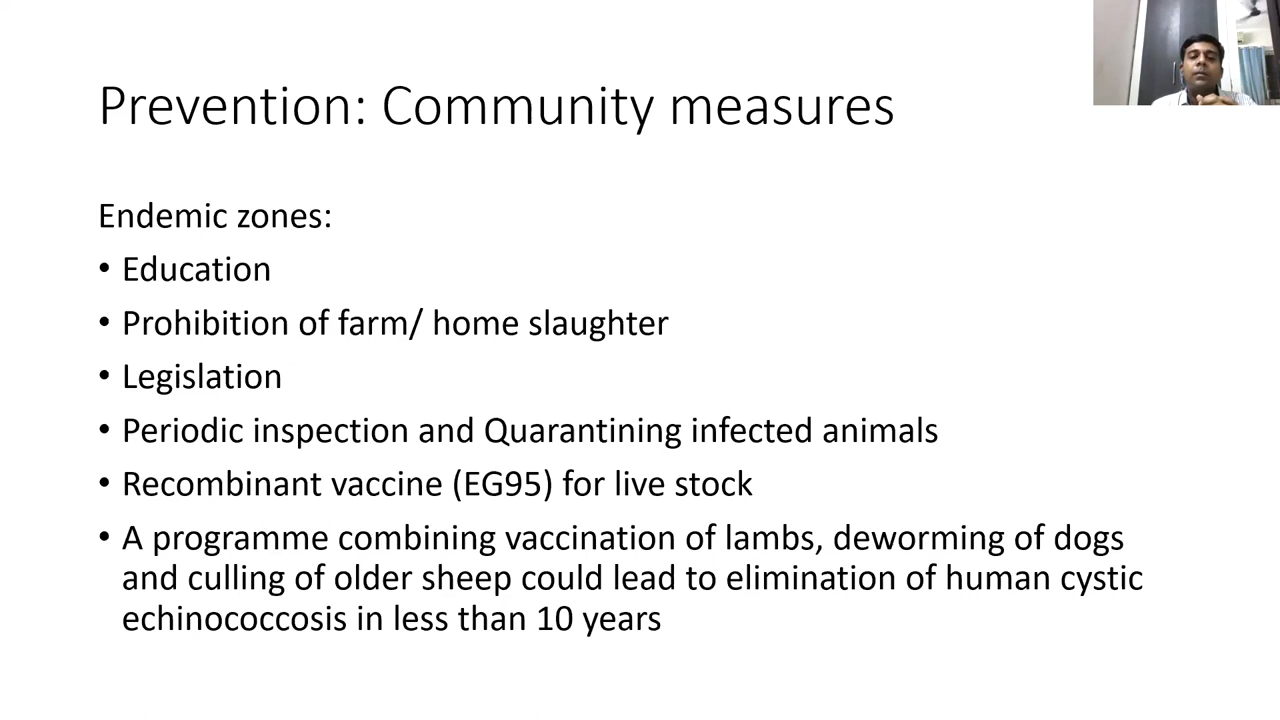 Prevention: Community measures
Endemic zones:
• Education
• Prohibition of farm/ home slaughter
• Legislation
• Periodic inspection and Quarantining infected animals
• Recombinant vaccine (EG95) for live stock
• A programme combining vaccination of lambs, deworming of dogs
and culling of older sheep could lead to elimination of human cystic
echinococcosis in less than 10 years